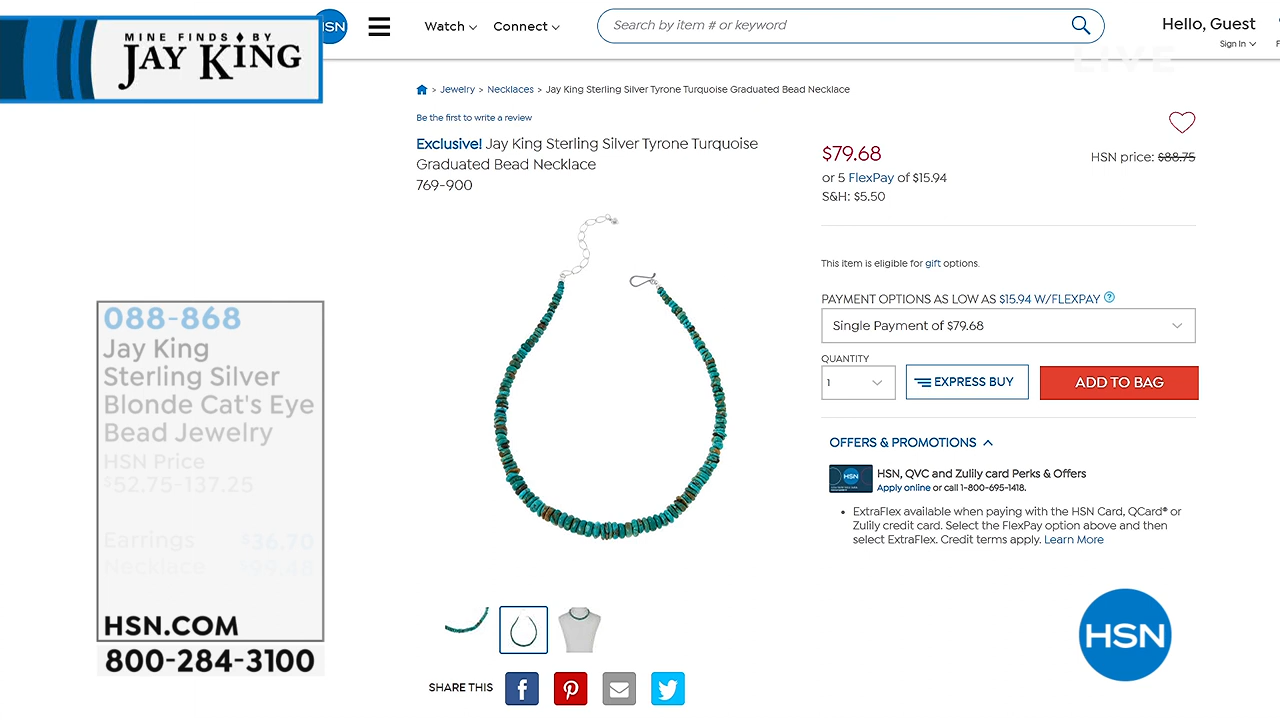 MINE FINDS BY
JAY KING
HSN
Watch
Connect
Search by item # or keyword
Hello, Guest
Sign In
LIVE
Jewelry > Necklaces > Jay King Sterling Silver Tyrone Turquoise Graduated Bead Necklace
Be the first to write a review
Exclusive! Jay King Sterling Silver Tyrone Turquoise
Graduated Bead Necklace
769-900
$79.68
HSN price: $88.75
or 5 FlexPay of $15.94
S&H: $5.50
This item is eligible for gift options.
PAYMENT OPTIONS AS LOW AS $15.94 W/FLEXPAY ?
Single Payment of $79.68
QUANTITY
1
EXPRESS BUY
ADD TO BAG
OFFERS & PROMOTIONS
HSN
HSN, QVC and Zulily card Perks & Offers
Apply online or call 1-800-695-1418.
• ExtraFlex available when paying with the HSN Card, QCard® or
Zulily credit card. Select the FlexPay option above and then
select ExtraFlex. Credit terms apply. Learn More
088-868
Jay King
Sterling Silver
Blonde Cat's Eye
Bead Jewelry
HSN Price
$52.75-137.25
Earrings $36.70
Necklace $99.48
HSN.COM
800-284-3100
SHARE THIS
HSN